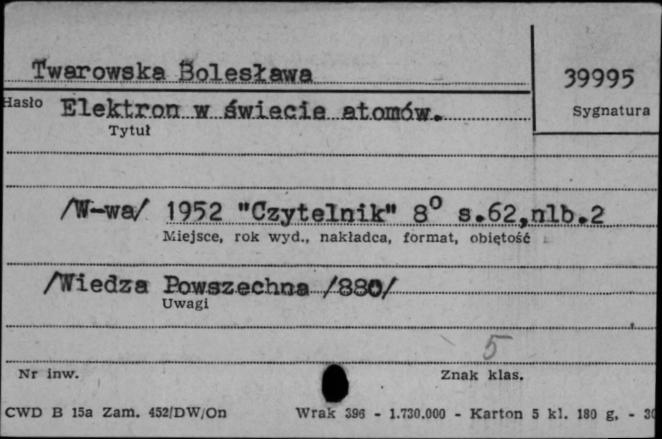 Twarowska Bolesława
39995
Hasło Elektron w świecie atomów.
Sygnatura
Tytuł
/W-wa/ 1952 "Czytelnik" 8° s.62,nlb.2
Miejsce, rok wyd., nakładca, format, objętość
/Wiedza Powszechna /880/
Uwagi
5
Nr inw. Znak klas.
CWD B 15a Zam. 452/DW/On Wrak 396 - 1.730.000 - Karton 5 kl. 180 g. - 30